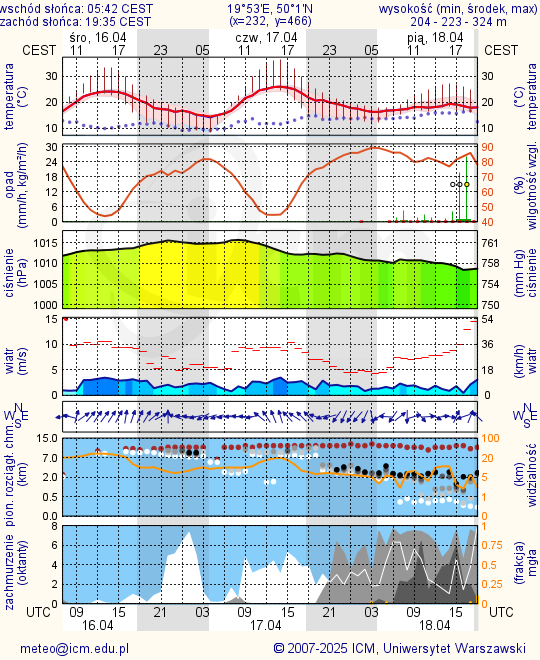 wschód słońca: 05:42 CEST 19°53'E, 50°1'N wysokość (min, środek, max)
zachód słońca: 19:35 CEST (x=232, y=466) 204 - 223 - 324 m
śro, 16.04 czw, 17.04 pią, 18.04
CEST 11 17 23 05 11 17 23 05 11 17 CEST
temperatura (°C)
30 30
20 20
10 10
temperatura (°C)
opad (mm/h, kg/m²/h)
30 90
24 80
18 70
12 60
6 50
0 40
wilgotność wzgl. (%)
ciśnienie (hPa)
1015 761
1010 758
1005 754
1000 750
(mm Hg) ciśnienie
wiatr (m/s)
15 54
10 36
5 18
0 0
(km/h) wiatr
N N
W E W E
S S
pion. rozciągł. chm. (km)
15.0 100
7.0 20
2.0 5
0.5 1
0.0 0
(km) widzialność
zachmurzenie (oktanty)
8 1
6 0.75
4 0.5
2 0.25
0 0
(frakcja) mgła
UTC 09 15 21 03 09 15 21 03 09 15 UTC
16.04 17.04 18.04
meteo@icm.edu.pl © 2007-2025 ICM, Uniwersytet Warszawski